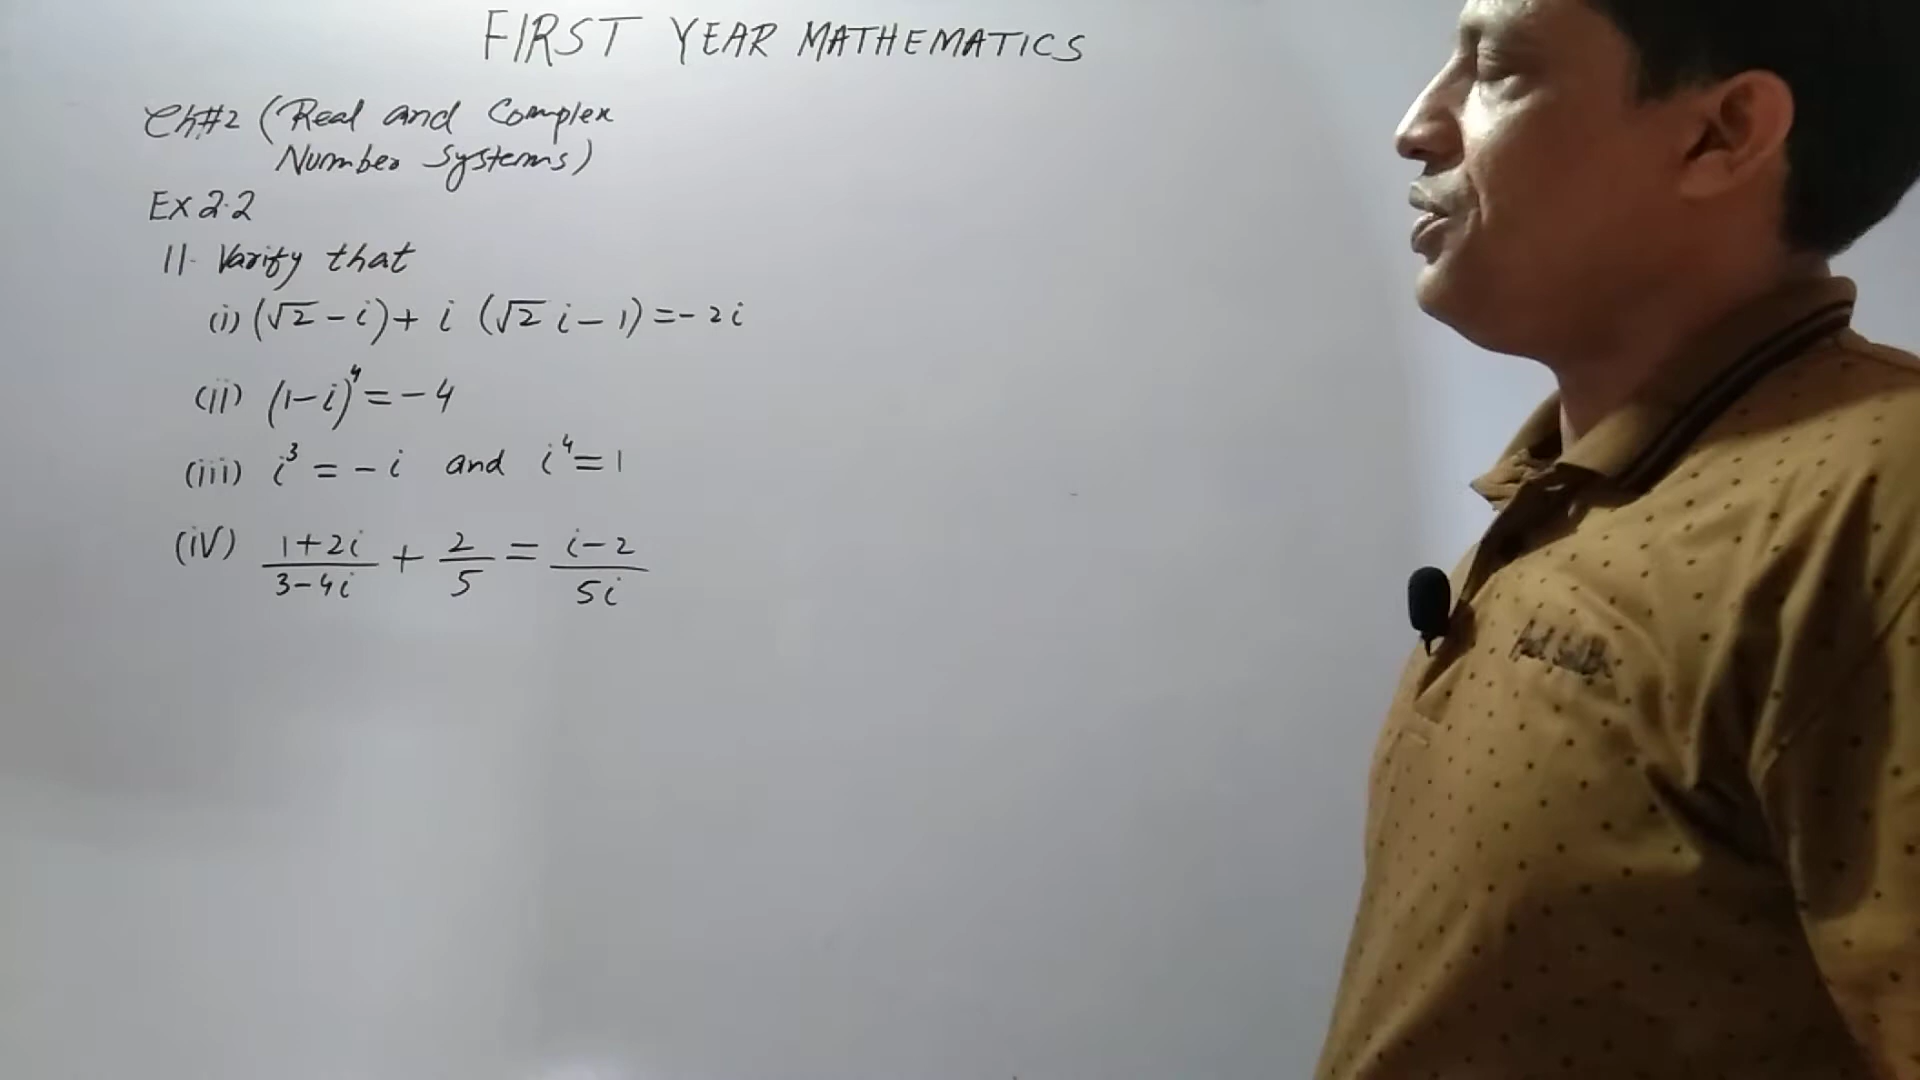 FIRST YEAR MATHEMATICS
Ch#2 (Real and Complex
Number Systems)
Ex 2.2
11. Varify that
(i) (√2 - i) + i (√2 i - 1) = - 2i
(ii) (1 - i)⁴ = - 4
(iii) i³ = - i and i⁴ = 1
(iv) 1+2i/3-4i + 2/5 = i-2/5i